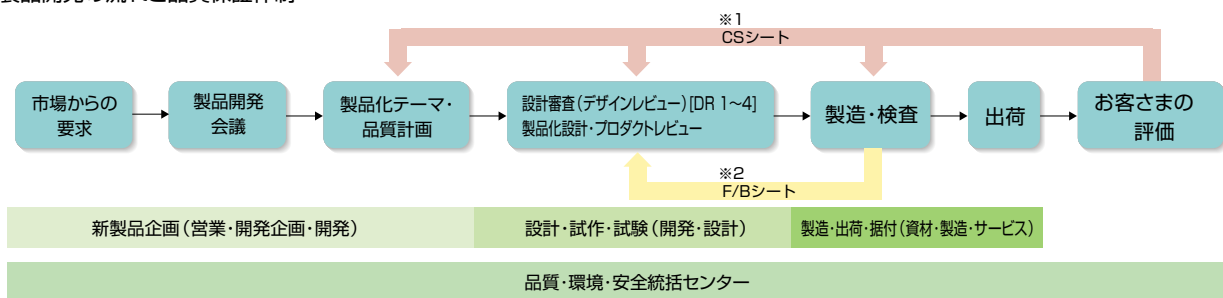 ※1
CSシート
市場からの
要求
製品開発
会議
製品化テーマ・
品質計画
設計審査(デザインレビュー)[DR 1~4]
製品化設計・プロダクトレビュー
製造・検査
出荷
お客さまの
評価
※2
F/Bシート
新製品企画(営業・開発企画・開発)
設計・試作・試験(開発・設計)
製造・出荷・据付(資材・製造・サービス)
品質・環境・安全統括センター